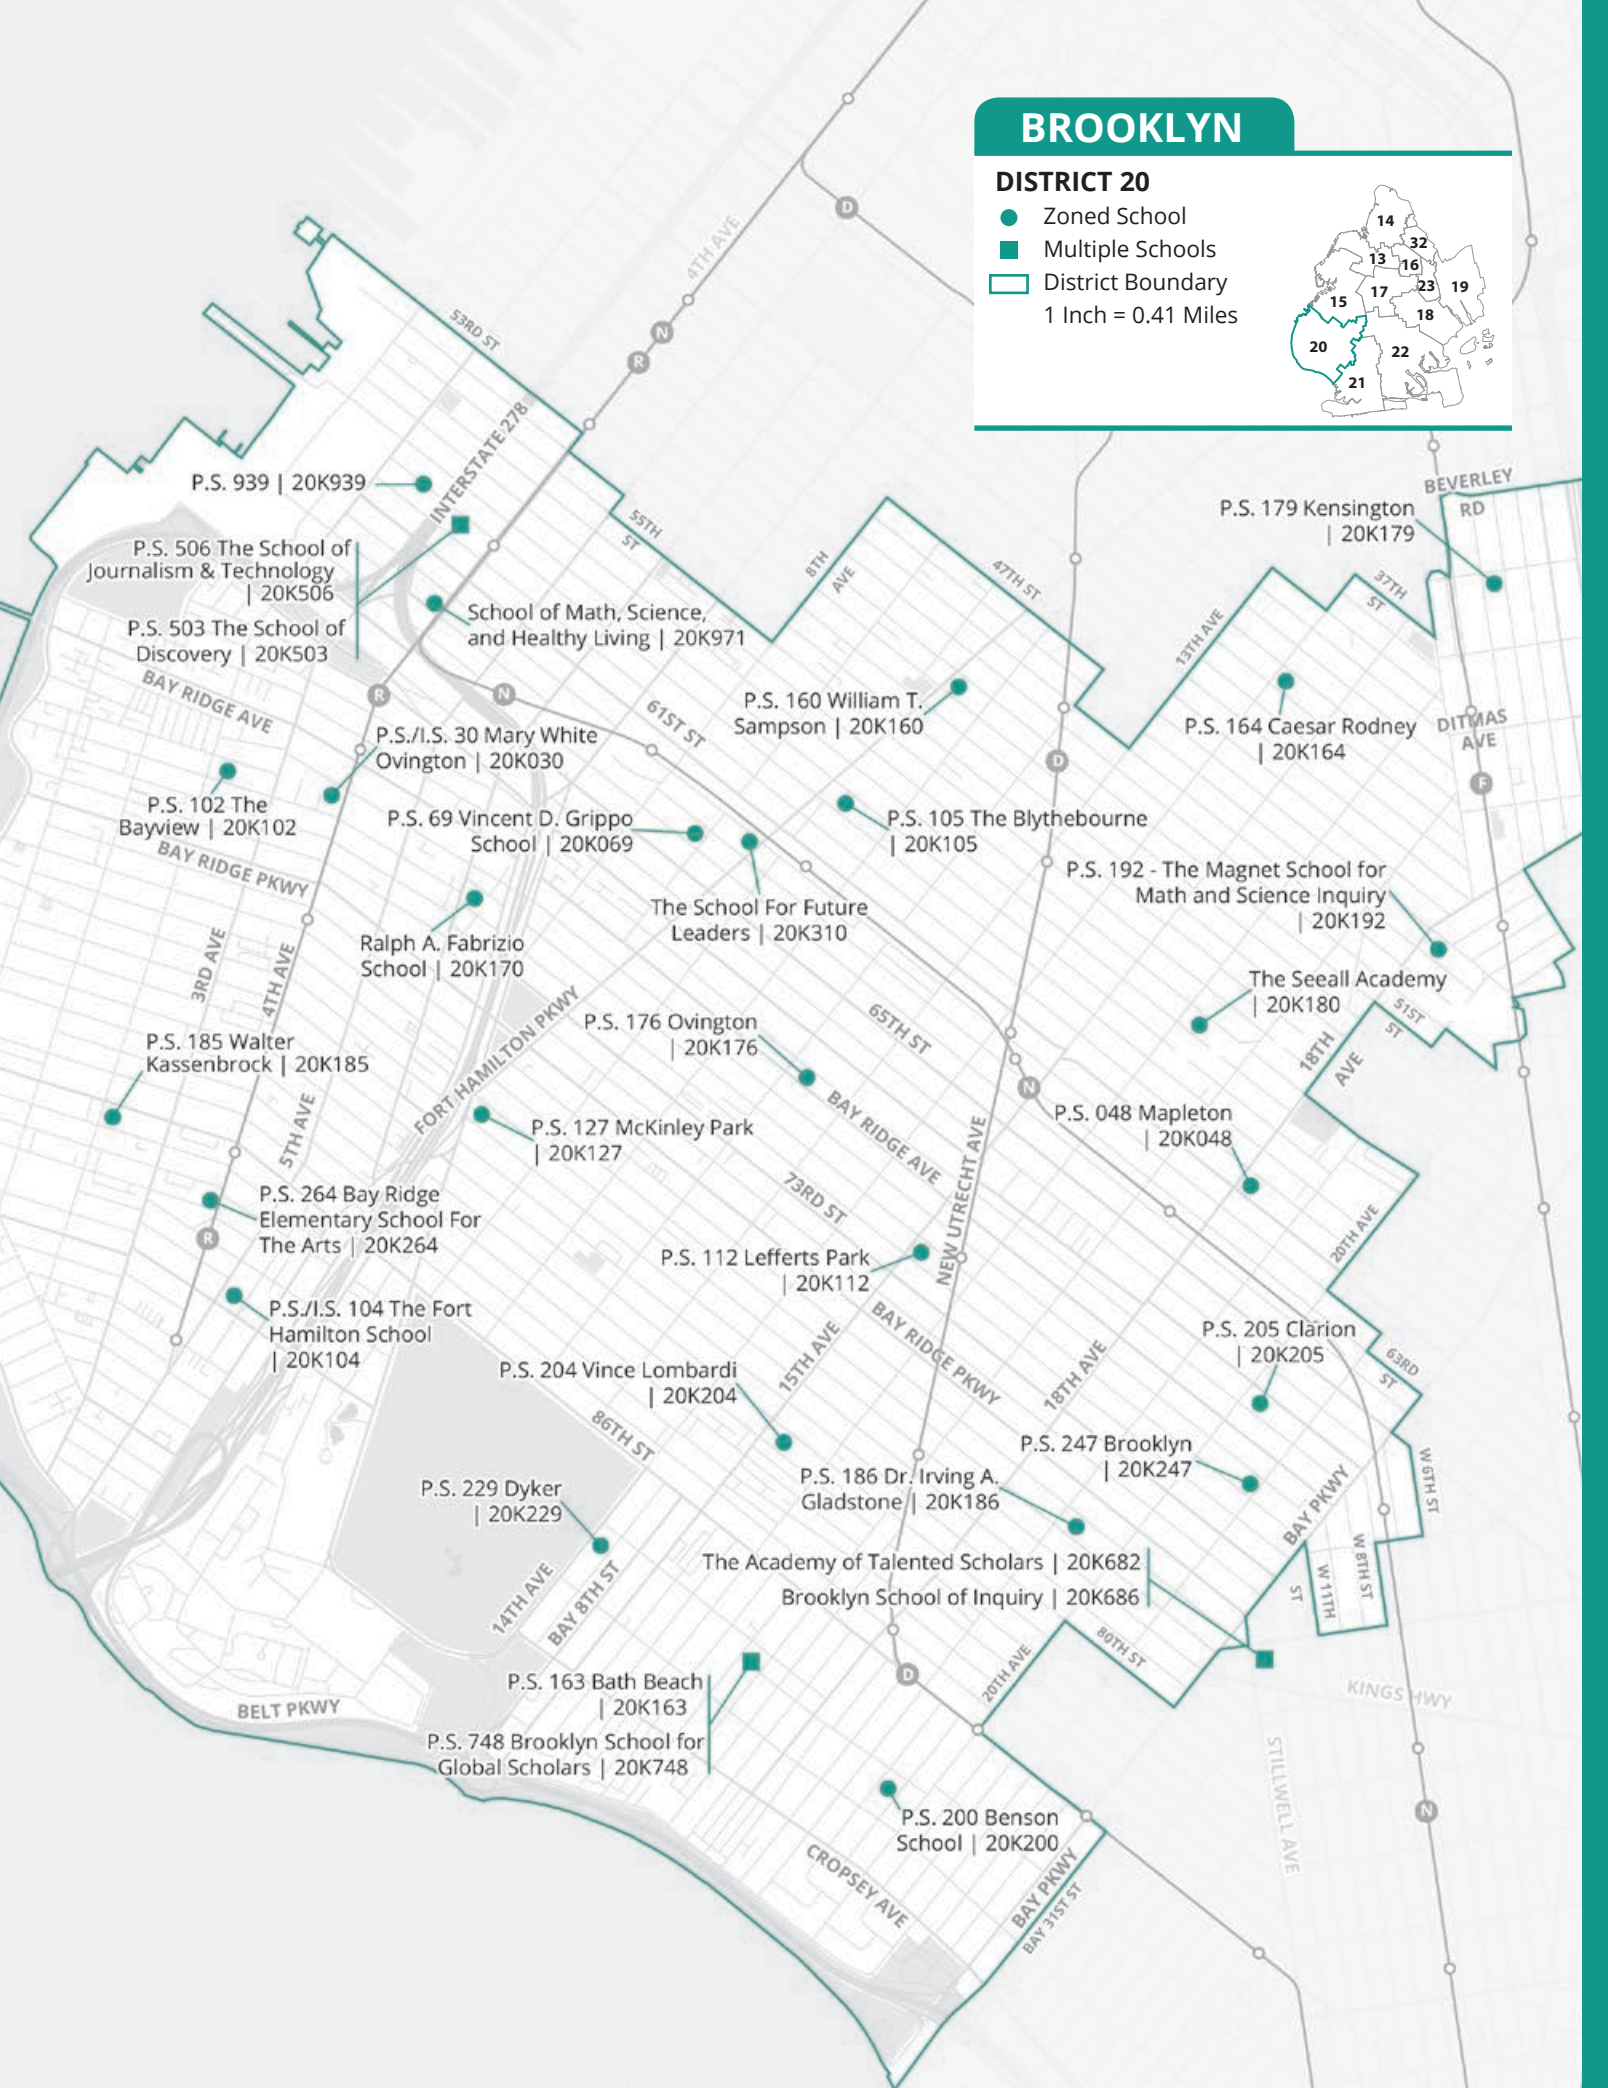 BROOKLYN
DISTRICT 20
Zoned School
Multiple Schools
District Boundary
1 Inch = 0.41 Miles
14
32
13
16
23
19
17
15
18
20
22
21
D
4TH AVE
N
R
53RD ST
INTERSTATE 278
P.S. 939 | 20K939
55TH
ST
8TH
AVE
47TH ST
BEVERLEY
RD
P.S. 179 Kensington
| 20K179
37TH
ST
13TH AVE
P.S. 506 The School of
Journalism & Technology
| 20K506
P.S. 503 The School of
Discovery | 20K503
School of Math, Science,
and Healthy Living | 20K971
BAY RIDGE AVE
R
N
61ST ST
P.S. 160 William T.
Sampson | 20K160
P.S. 164 Caesar Rodney
| 20K164
DITMAS
AVE
F
D
P.S./I.S. 30 Mary White
Ovington | 20K030
P.S. 102 The
Bayview | 20K102
P.S. 69 Vincent D. Grippo
School | 20K069
P.S. 105 The Blythebourne
| 20K105
BAY RIDGE PKWY
P.S. 192 - The Magnet School for
Math and Science Inquiry
| 20K192
The School For Future
Leaders | 20K310
Ralph A. Fabrizio
School | 20K170
3RD AVE
4TH AVE
The Seeall Academy
| 20K180
51ST
ST
18TH
AVE
FORT HAMILTON PKWY
P.S. 176 Ovington
| 20K176
65TH ST
P.S. 185 Walter
Kassenbrock | 20K185
N
BAY RIDGE AVE
P.S. 048 Mapleton
| 20K048
5TH AVE
P.S. 127 McKinley Park
| 20K127
NEW UTRECHT AVE
73RD ST
P.S. 264 Bay Ridge
Elementary School For
The Arts | 20K264
R
20TH AVE
P.S. 112 Lefferts Park
| 20K112
P.S./I.S. 104 The Fort
Hamilton School
| 20K104
BAY RIDGE PKWY
15TH AVE
18TH AVE
P.S. 205 Clarion
| 20K205
63RD
ST
P.S. 204 Vince Lombardi
| 20K204
86TH ST
P.S. 247 Brooklyn
| 20K247
P.S. 186 Dr. Irving A.
Gladstone | 20K186
BAY PKWY
W 6TH ST
W 8TH ST
W 11TH
ST
P.S. 229 Dyker
| 20K229
14TH AVE
BAY 8TH ST
The Academy of Talented Scholars | 20K682
Brooklyn School of Inquiry | 20K686
80TH ST
20TH AVE
D
P.S. 163 Bath Beach
| 20K163
P.S. 748 Brooklyn School for
Global Scholars | 20K748
BELT PKWY
KINGS HWY
STILLWELL AVE
N
P.S. 200 Benson
School | 20K200
CROPSEY AVE
BAY PKWY
BAY 31ST ST